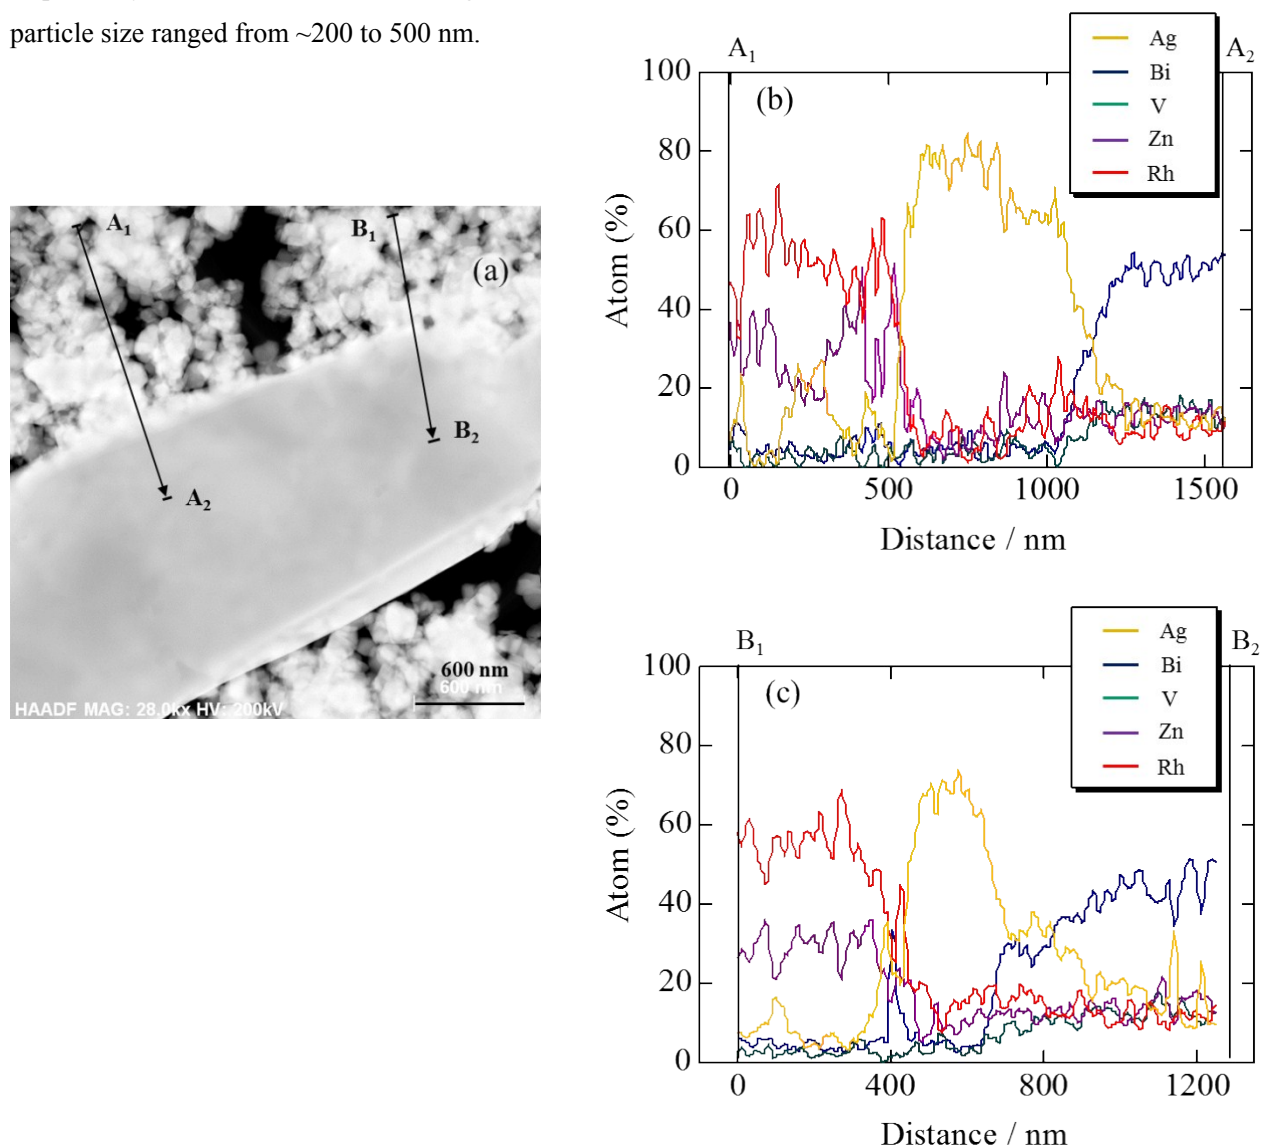 particle size ranged from ~200 to 500 nm.
A1
B1
(a)
B2
A2
600 nm
600 nm
HAADF MAG: 28.0kx HV: 200kV
A1
A2
(b)
Ag
Bi
V
Zn
Rh
100
80
60
40
20
0
Atom (%)
0
500
1000
1500
Distance / nm
B1
B2
(c)
Ag
Bi
V
Zn
Rh
100
80
60
40
20
0
Atom (%)
0
400
800
1200
Distance / nm